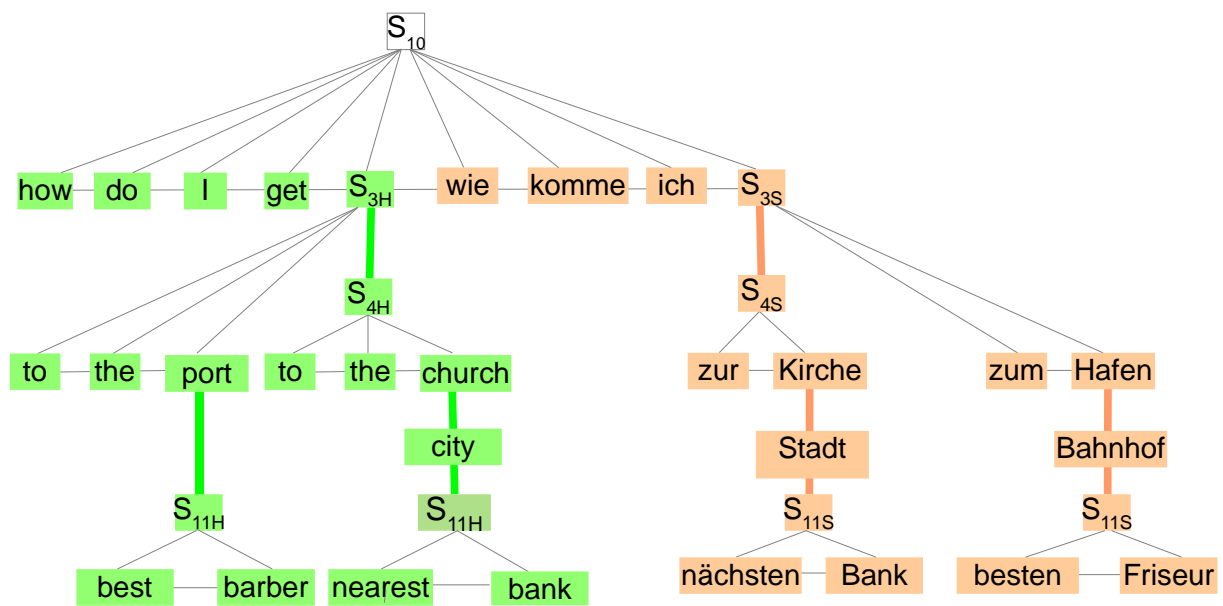 S10
how do I get S3H wie komme ich S3S
S4H S4S
to the port to the church zur Kirche zum Hafen
city Stadt Bahnhof
S11H S11H S11S S11S
best barber nearest bank nächsten Bank besten Friseur